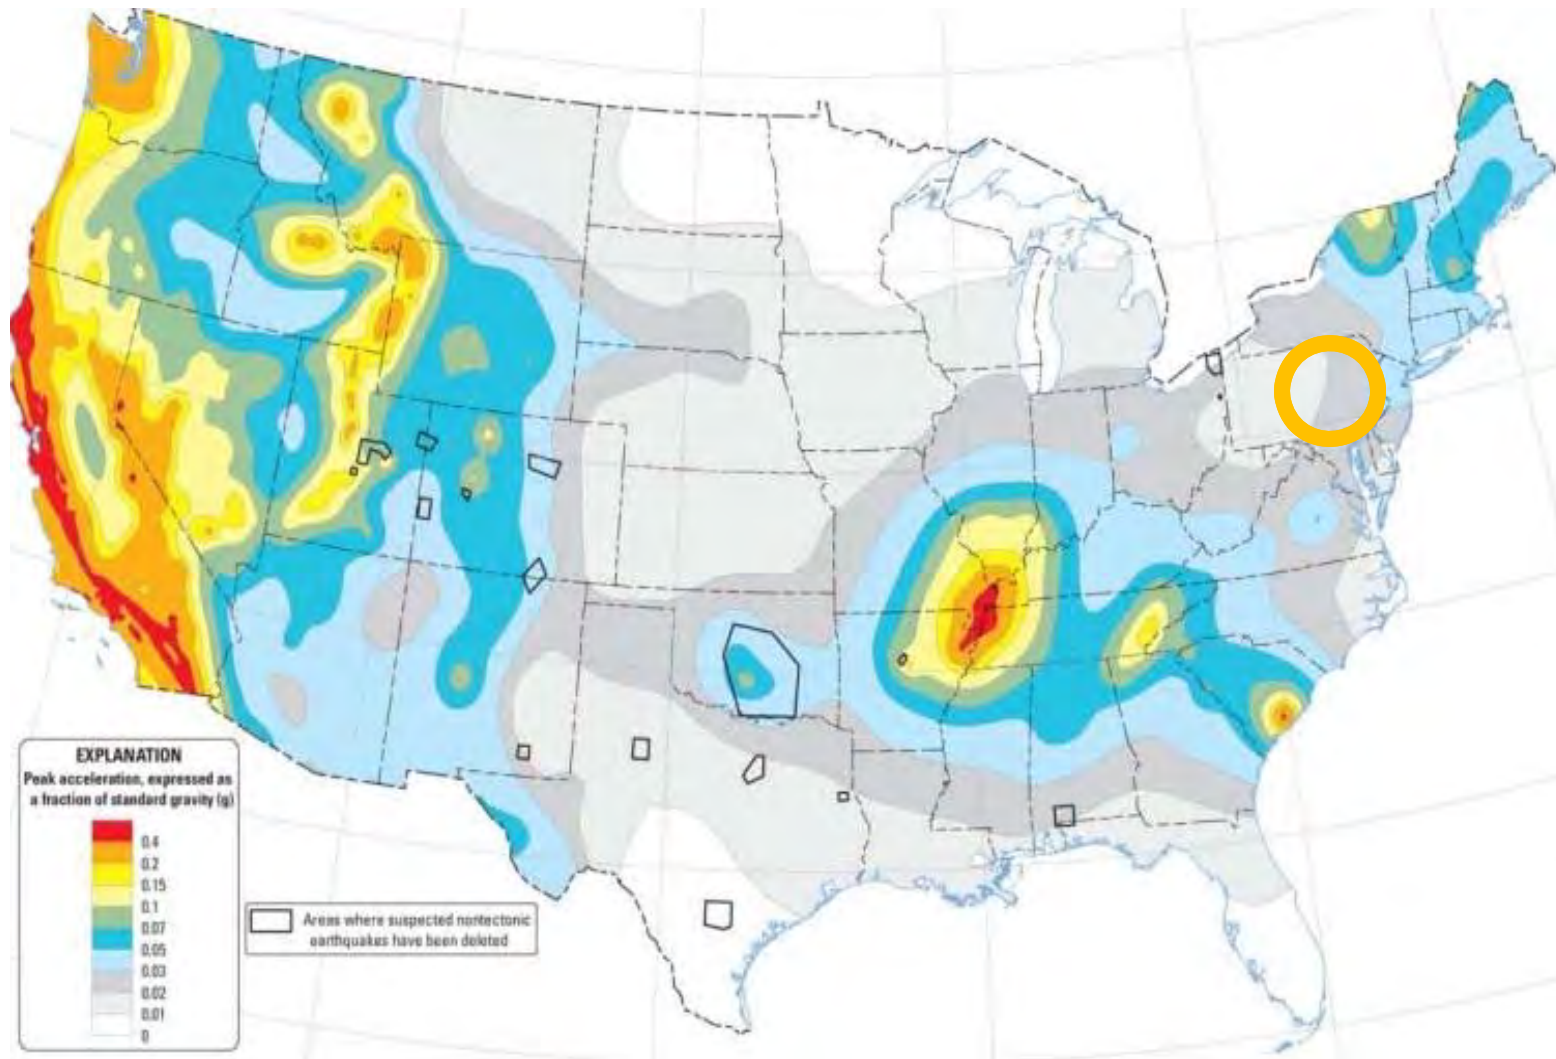 EXPLANATION
Peak acceleration, expressed as
a fraction of standard gravity (g)
0.4
0.2
0.15
0.1
0.07
0.05
0.03
0.02
0.01
0
Areas where suspected nontectonic
earthquakes have been deleted